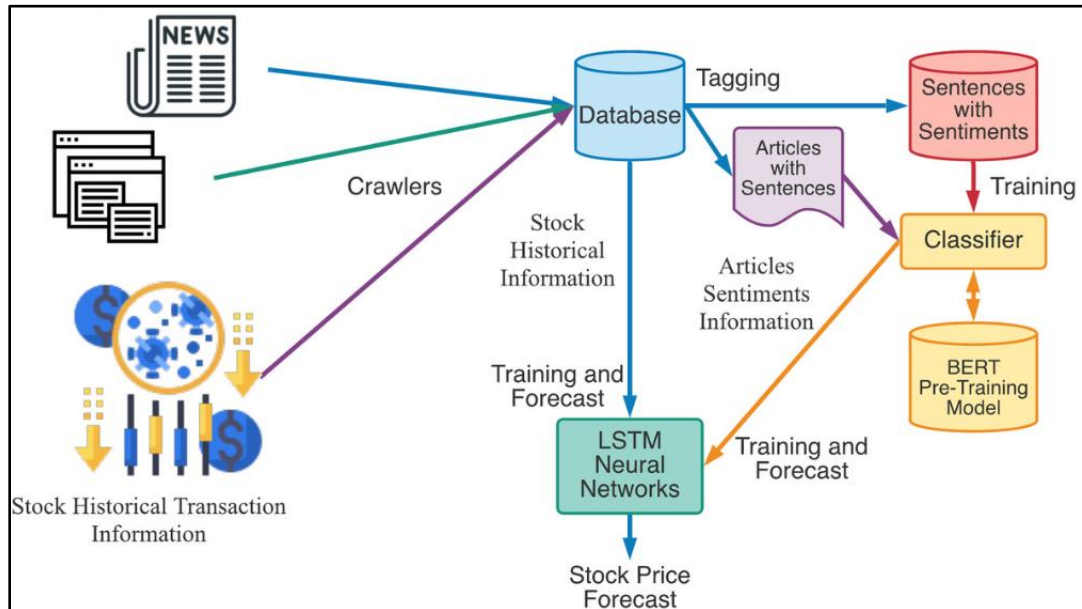 NEWS
Crawlers
Stock Historical Transaction
Information
Database
Tagging
Sentences
with
Sentiments
Articles
with
Sentences
Training
Classifier
BERT
Pre-Training
Model
Stock
Historical
Information
Articles
Sentiments
Information
Training and
Forecast
LSTM
Neural
Networks
Training and
Forecast
Stock Price
Forecast